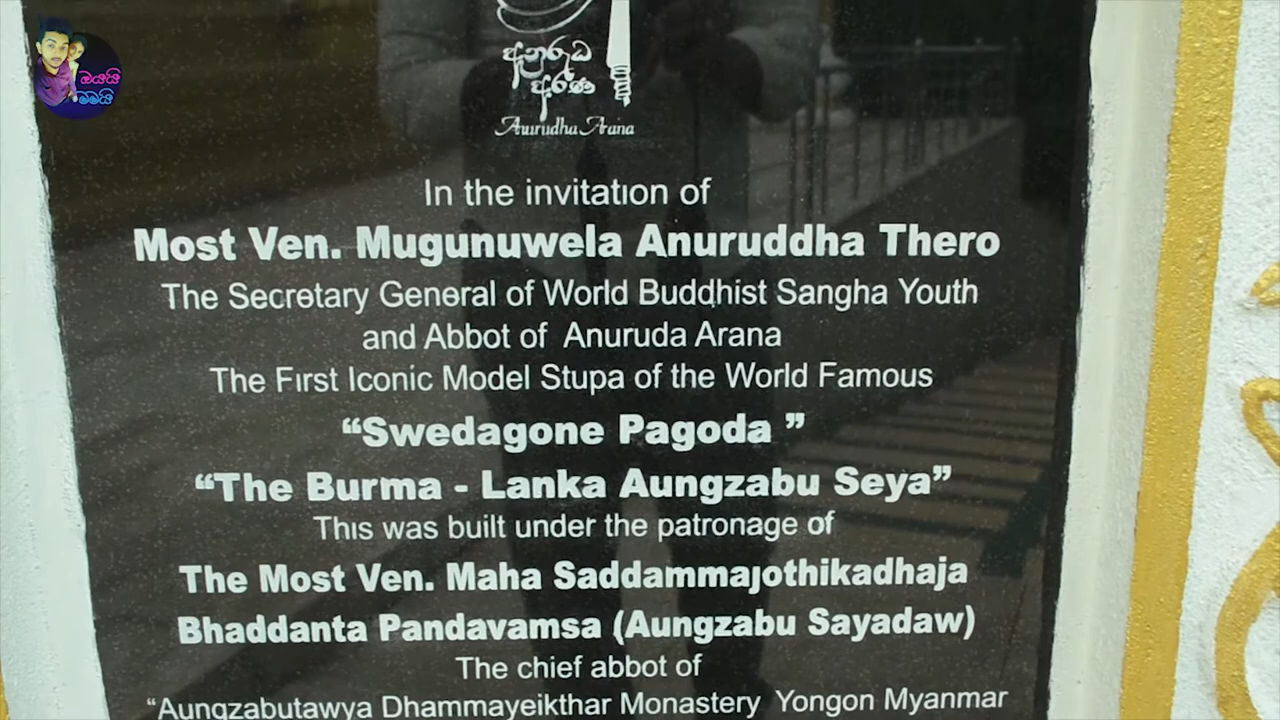 ඔයයි
මමයි
අනුරුද්ධ
අරණ
Anurudha Arana
In the invitation of
Most Ven. Mugunuwela Anuruddha Thero
The Secretary General of World Buddhist Sangha Youth
and Abbot of Anuruda Arana
The First Iconic Model Stupa of the World Famous
“Swedagone Pagoda ”
“The Burma - Lanka Aungzabu Seya”
This was built under the patronage of
The Most Ven. Maha Saddammajothikadhaja
Bhaddanta Pandavamsa (Aungzabu Sayadaw)
The chief abbot of
“Aungzabutawya Dhammayeikthar Monastery Yongon Myanmar